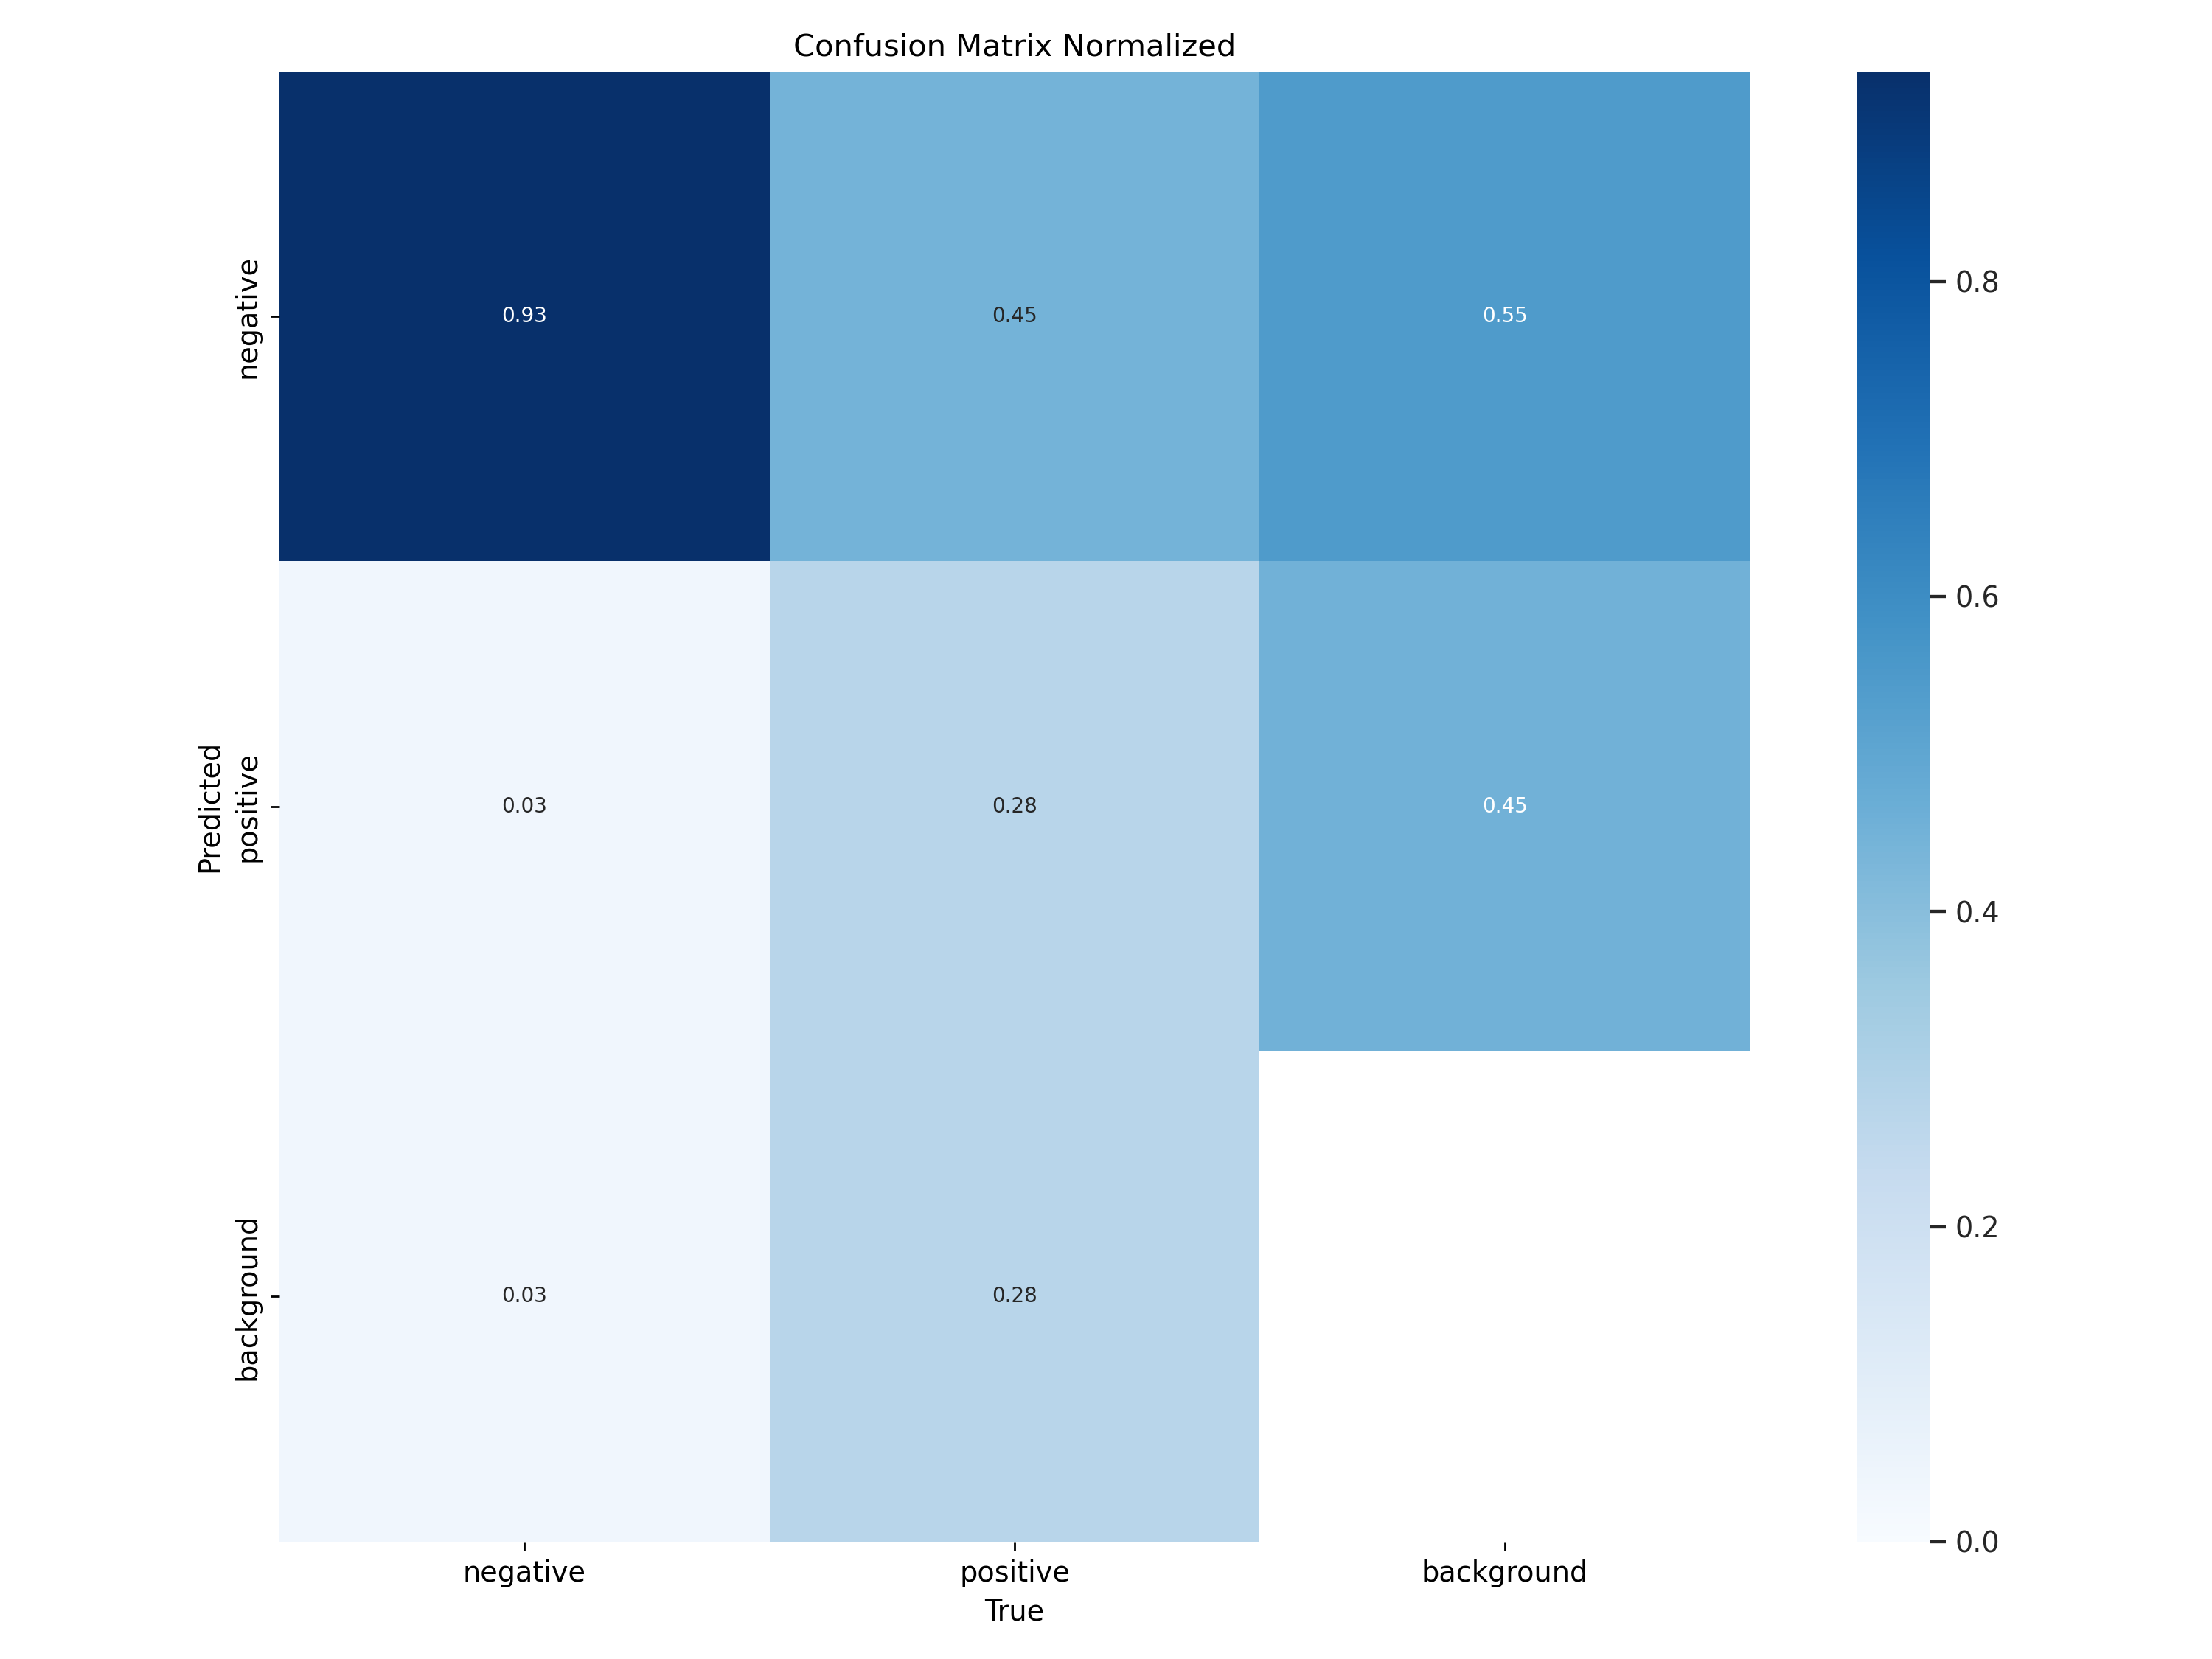 Confusion Matrix Normalized
negative
0.93
0.45
0.55
0.8
0.6
Predicted
positive
0.03
0.28
0.45
0.4
background
0.03
0.28
0.2
0.0
negative
positive
background
True